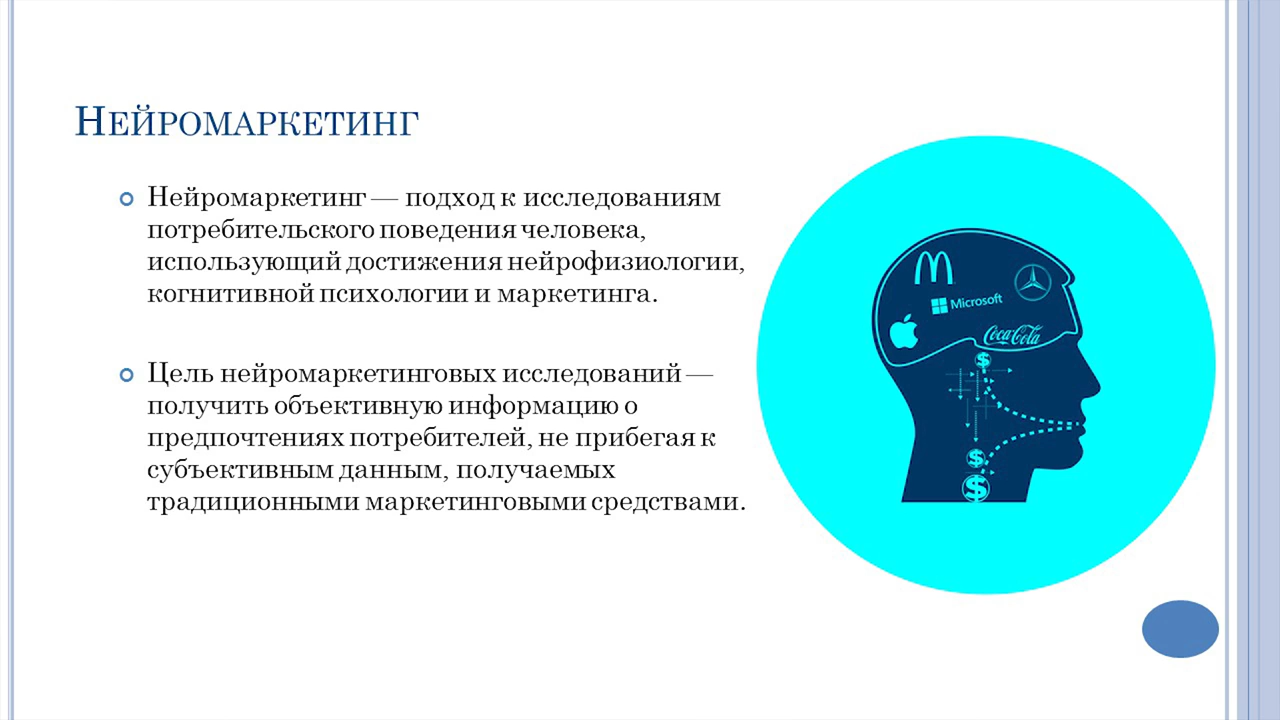 Нейромаркетинг
Нейромаркетинг — подход к исследованиям
потребительского поведения человека,
использующий достижения нейрофизиологии,
когнитивной психологии и маркетинга.
Цель нейромаркетинговых исследований —
получить объективную информацию о
предпочтениях потребителей, не прибегая к
субъективным данным, получаемых
традиционными маркетинговыми средствами.
Microsoft
Coca-Cola
$
$
$